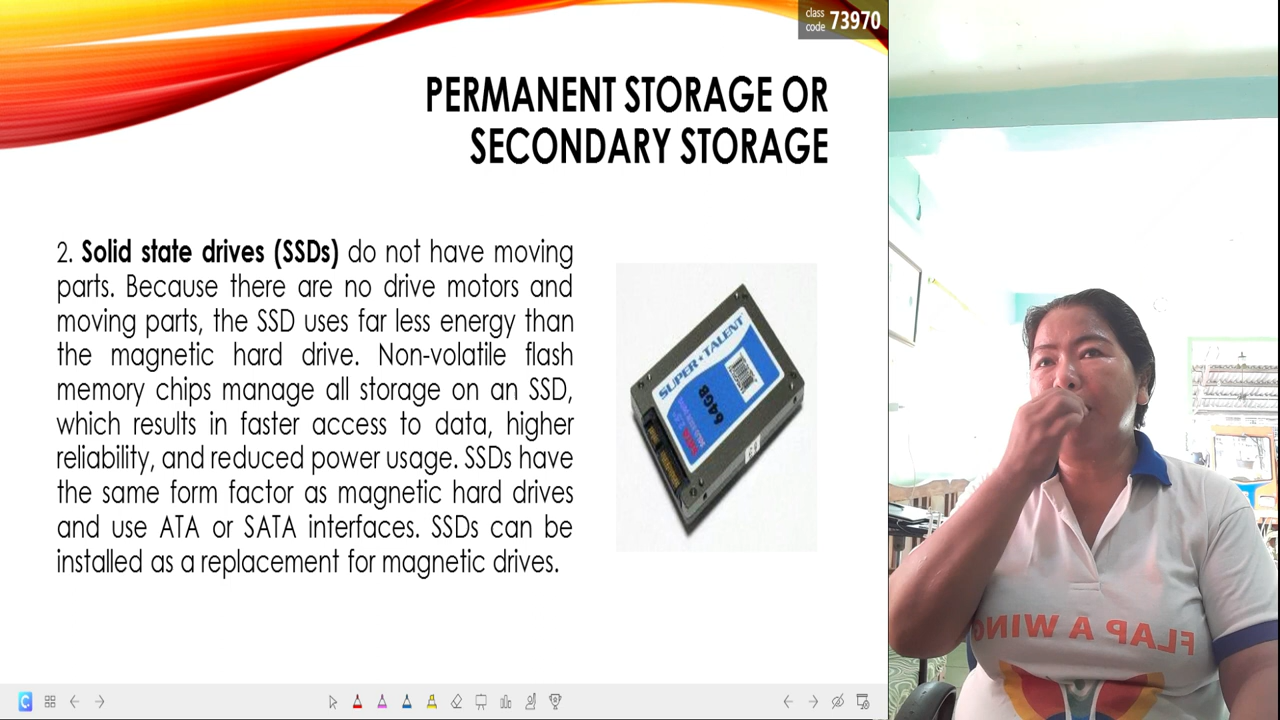 class
code 73970
PERMANENT STORAGE OR
SECONDARY STORAGE
2. Solid state drives (SSDs) do not have moving
parts. Because there are no drive motors and
moving parts, the SSD uses far less energy than
the magnetic hard drive. Non-volatile flash
memory chips manage all storage on an SSD,
which results in faster access to data, higher
reliability, and reduced power usage. SSDs have
the same form factor as magnetic hard drives
and use ATA or SATA interfaces. SSDs can be
installed as a replacement for magnetic drives.
SUPER★TALENT
64GB
FLAP A WING